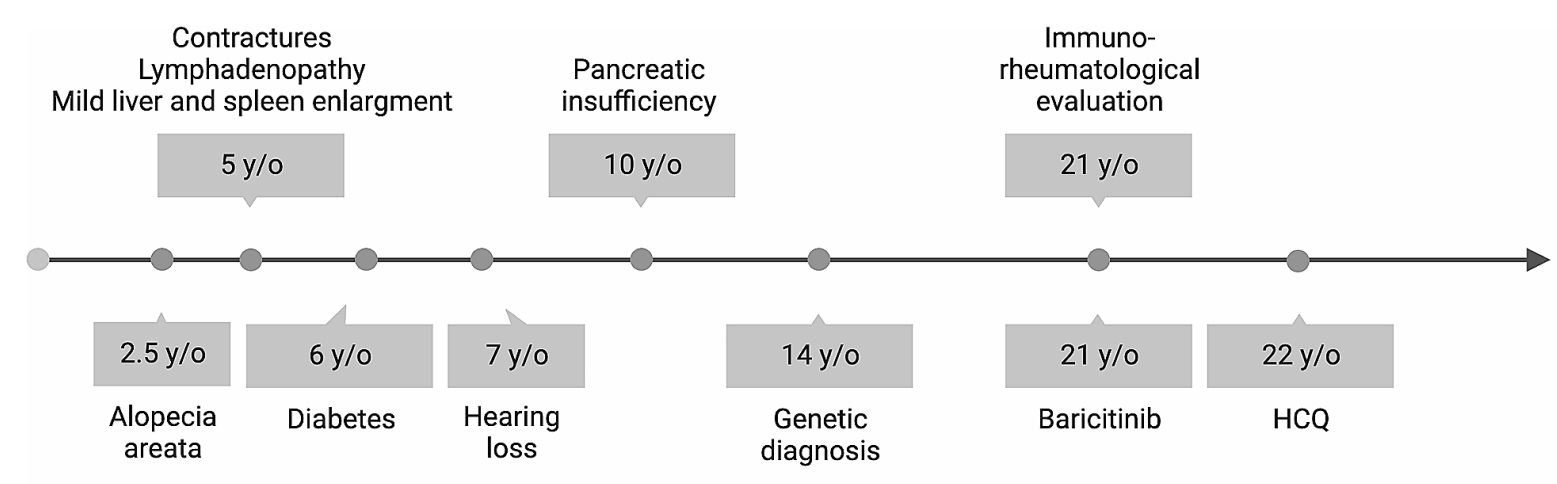 Contractures
Lymphadenopathy
Mild liver and spleen enlargment
5 y/o
Pancreatic
insufficiency
10 y/o
Immuno-
rheumatological
evaluation
21 y/o
2.5 y/o
Alopecia
areata
6 y/o
Diabetes
7 y/o
Hearing
loss
14 y/o
Genetic
diagnosis
21 y/o
Baricitinib
22 y/o
HCQ